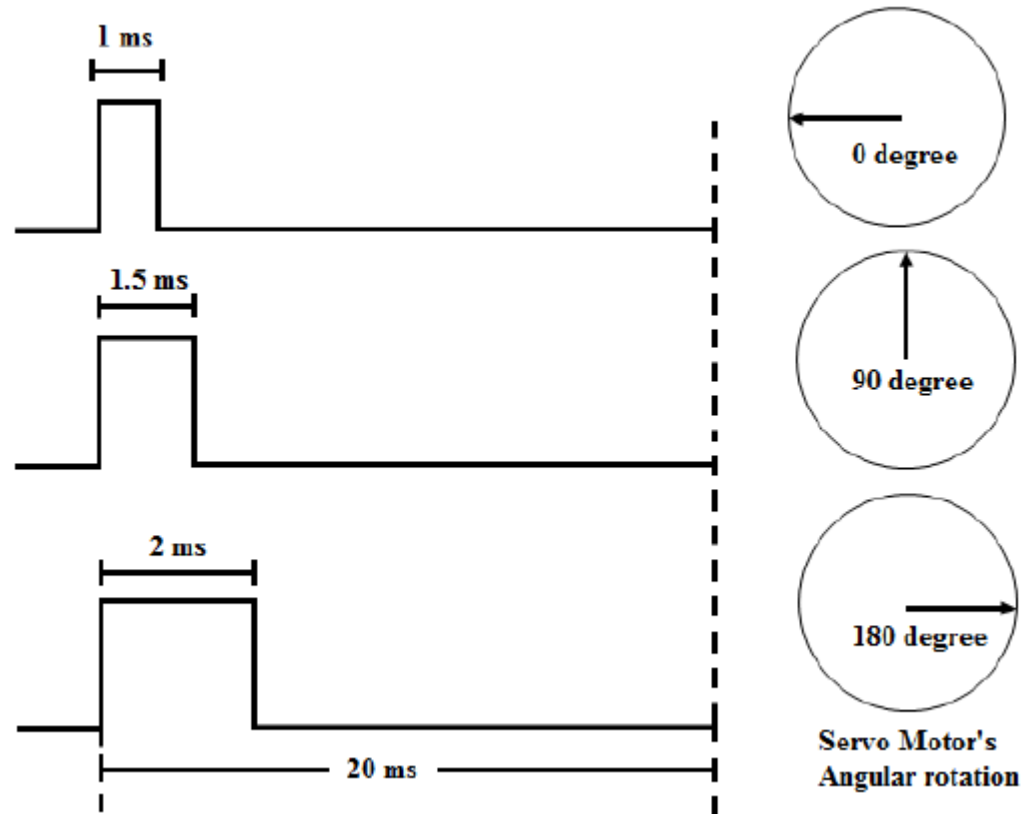 1 ms
0 degree
1.5 ms
90 degree
2 ms
180 degree
20 ms
Servo Motor's
Angular rotation